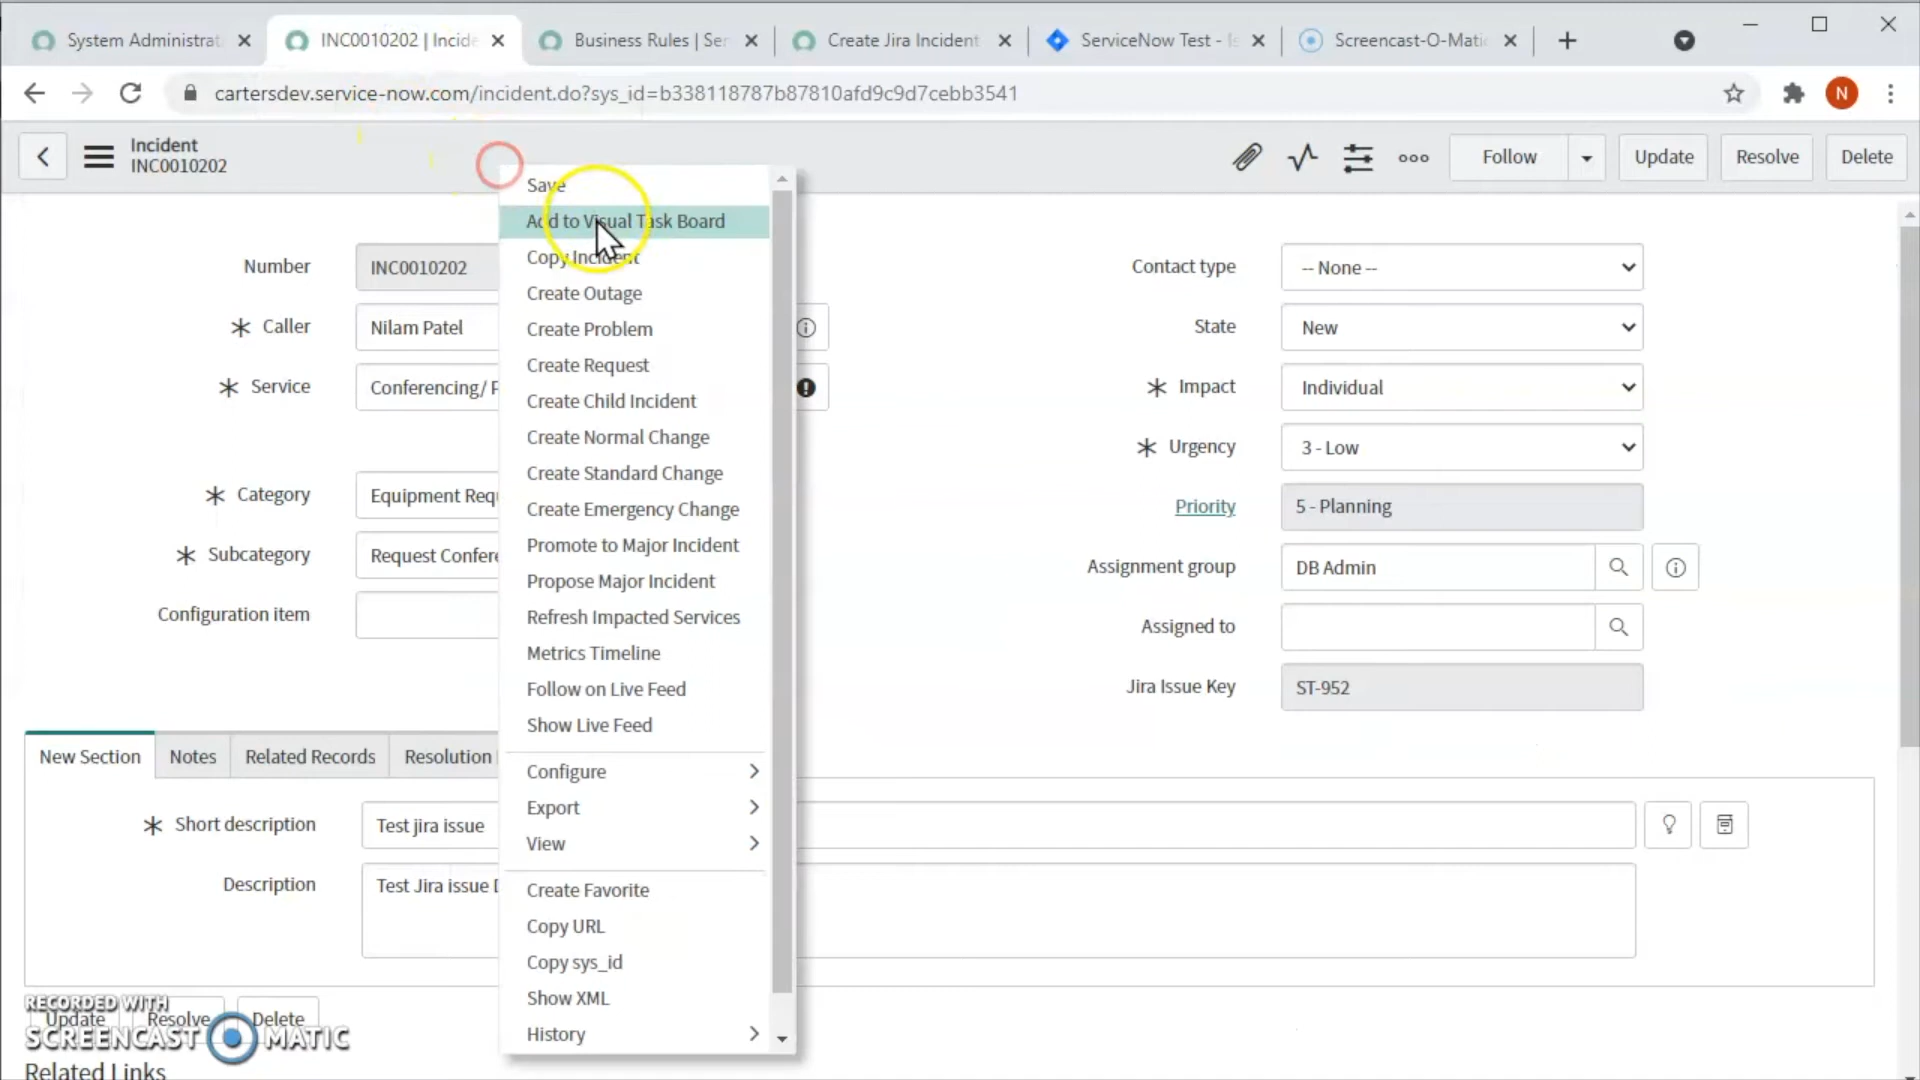 System Administrat
INC0010202 | Incide
Business Rules | Ser
Create Jira Incident
ServiceNow Test - Is
Screencast-O-Matic
cartersdev.service-now.com/incident.do?sys_id=b338118787b87810afd9c9d7cebb3541
N
Incident
INC0010202
Follow
Update
Resolve
Delete
Save
Add to Visual Task Board
Copy Incident
Create Outage
Create Problem
Create Request
Create Child Incident
Create Normal Change
Create Standard Change
Create Emergency Change
Promote to Major Incident
Propose Major Incident
Refresh Impacted Services
Metrics Timeline
Follow on Live Feed
Show Live Feed
Configure
Export
View
Create Favorite
Copy URL
Copy sys_id
Show XML
History
Number INC0010202
Caller Nilam Patel
Service Conferencing/ P
Category Equipment Requ
Subcategory Request Confere
Configuration item
Contact type -- None --
State New
Impact Individual
Urgency 3 - Low
Priority 5 - Planning
Assignment group DB Admin
Assigned to
Jira Issue Key ST-952
New Section Notes Related Records Resolution
Short description Test jira issue
Description Test Jira issue D
Update Resolve Delete
RECORDED WITH
SCREENCAST MATIC
Related Links